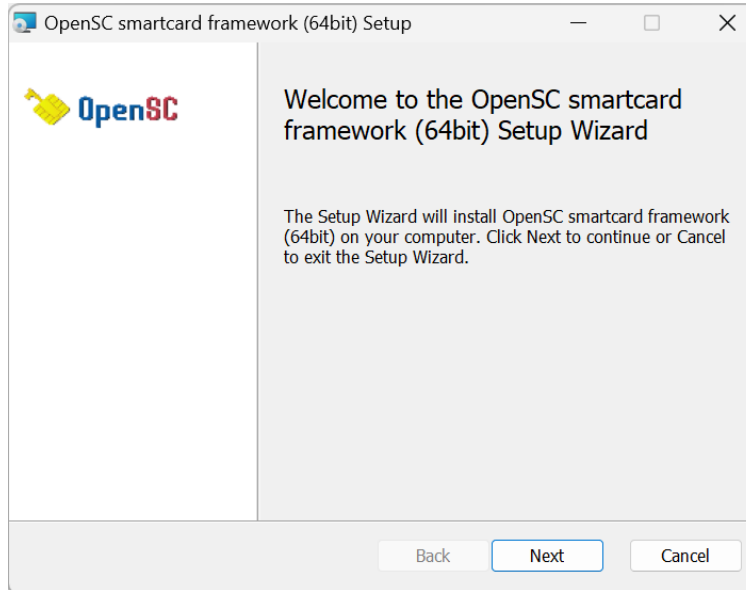 OpenSC smartcard framework (64bit) Setup
OpenSC
Welcome to the OpenSC smartcard
framework (64bit) Setup Wizard
The Setup Wizard will install OpenSC smartcard framework
(64bit) on your computer. Click Next to continue or Cancel
to exit the Setup Wizard.
Back Next Cancel